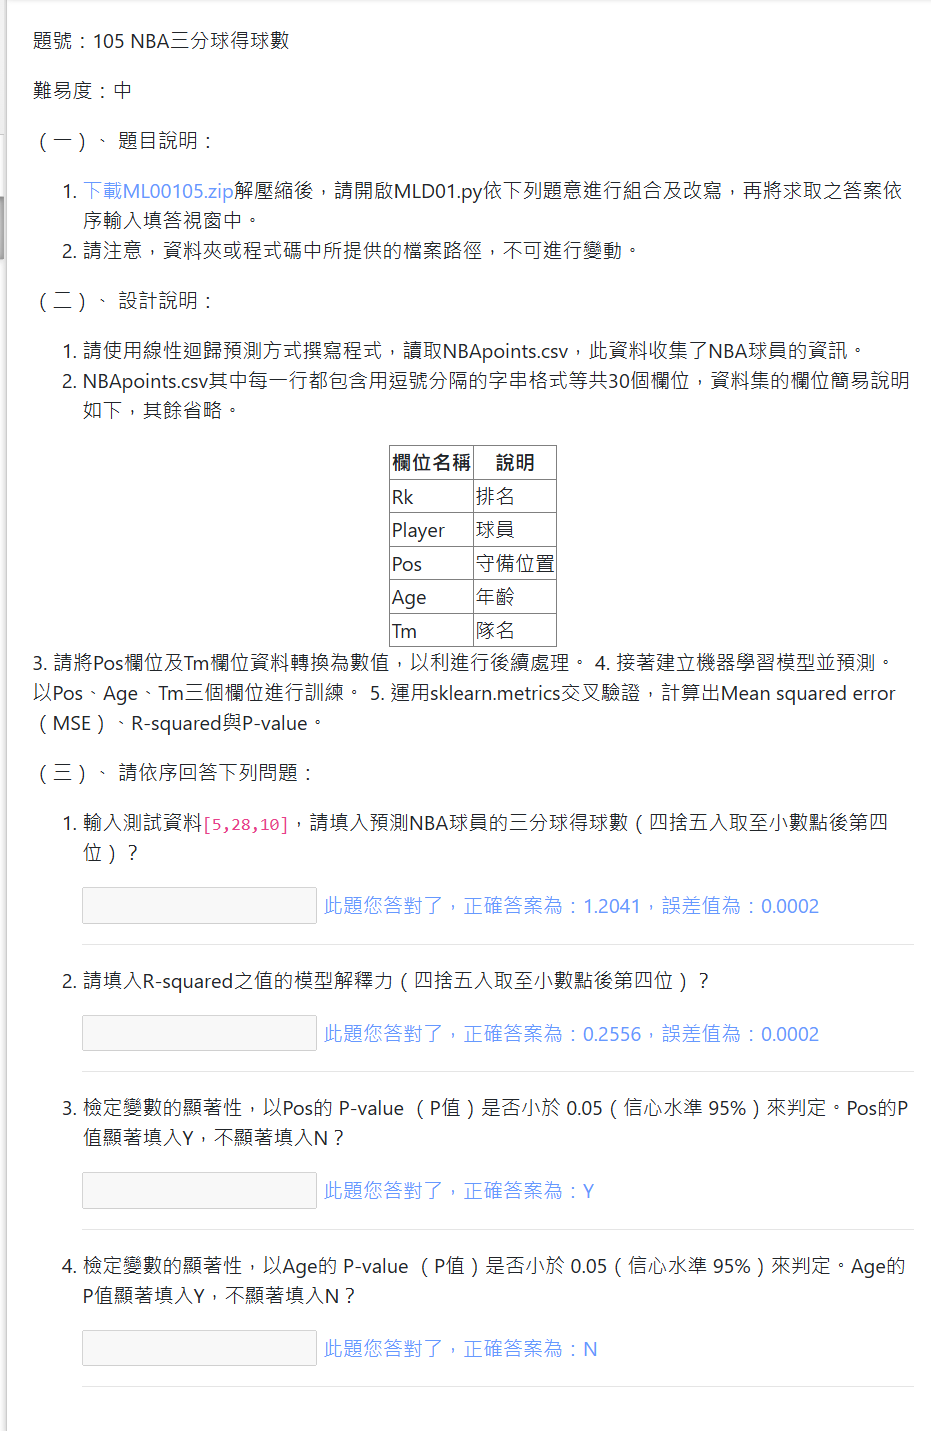 題號：105 NBA三分球得球數
難易度：中
（一）、 題目說明：
1. 下載ML00105.zip解壓縮後，請開啟MLD01.py依下列題意進行組合及改寫，再將求取之答案依
序輸入填答視窗中。
2. 請注意，資料夾或程式碼中所提供的檔案路徑，不可進行變動。
（二）、 設計說明：
1. 請使用線性迴歸預測方式撰寫程式，讀取NBApoints.csv，此資料收集了NBA球員的資訊。
2. NBApoints.csv其中每一行都包含用逗號分隔的字串格式等共30個欄位，資料集的欄位簡易說明
如下，其餘省略。
欄位名稱 說明
Rk 排名
Player 球員
Pos 守備位置
Age 年齡
Tm 隊名
3. 請將Pos欄位及Tm欄位資料轉換為數值，以利進行後續處理。 4. 接著建立機器學習模型並預測。
以Pos、Age、Tm三個欄位進行訓練。 5. 運用sklearn.metrics交叉驗證，計算出Mean squared error
（MSE）、R-squared與P-value。
（三）、 請依序回答下列問題：
1. 輸入測試資料[5,28,10]，請填入預測NBA球員的三分球得球數（四捨五入取至小數點後第四
位）？
此題您答對了，正確答案為：1.2041，誤差值為：0.0002
2. 請填入R-squared之值的模型解釋力（四捨五入取至小數點後第四位）？
此題您答對了，正確答案為：0.2556，誤差值為：0.0002
3. 檢定變數的顯著性，以Pos的 P-value （P值）是否小於 0.05（信心水準 95%）來判定。Pos的P
值顯著填入Y，不顯著填入N？
此題您答對了，正確答案為：Y
4. 檢定變數的顯著性，以Age的 P-value （P值）是否小於 0.05（信心水準 95%）來判定。Age的
P值顯著填入Y，不顯著填入N？
此題您答對了，正確答案為：N